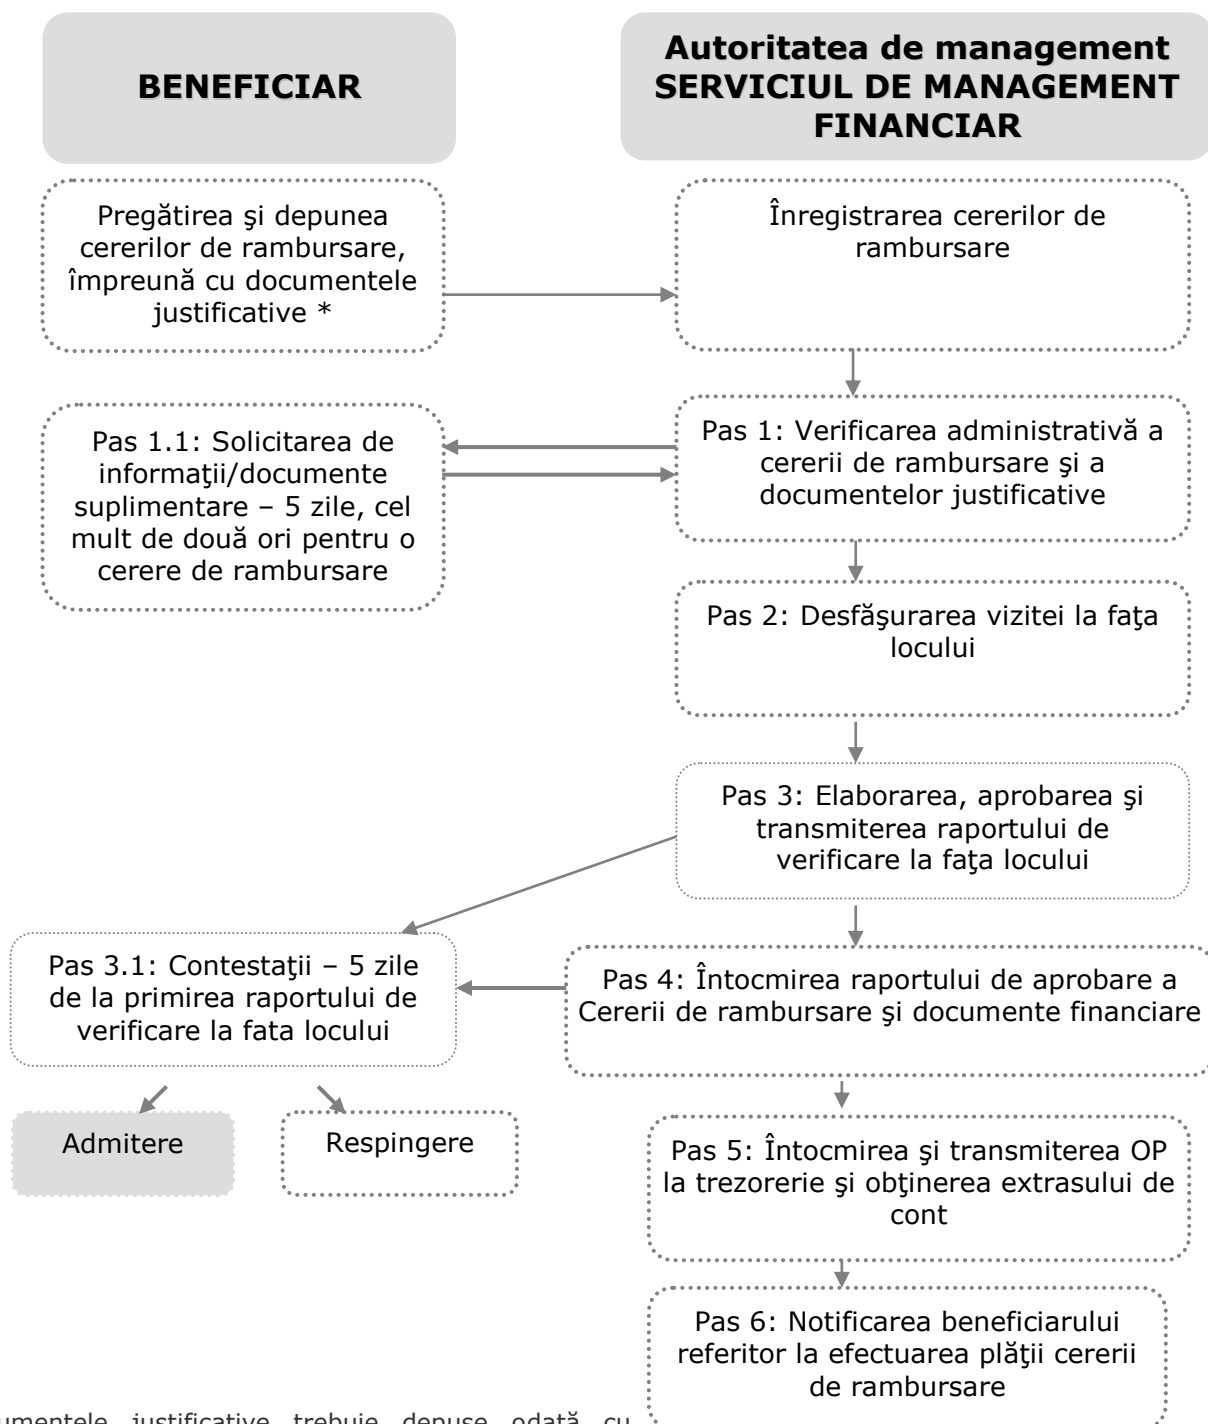 BENEFICIAR
Autoritatea de management
SERVICIUL DE MANAGEMENT
FINANCIAR
Pregătirea şi depunea
cererilor de rambursare,
împreună cu documentele
justificative *
Înregistrarea cererilor de
rambursare
Pas 1.1: Solicitarea de
informaţii/documente
suplimentare – 5 zile, cel
mult de două ori pentru o
cerere de rambursare
Pas 1: Verificarea administrativă a
cererii de rambursare şi a
documentelor justificative
Pas 2: Desfăşurarea vizitei la faţa
locului
Pas 3: Elaborarea, aprobarea şi
transmiterea raportului de
verificare la faţa locului
Pas 3.1: Contestaţii – 5 zile
de la primirea raportului de
verificare la fata locului
Pas 4: Întocmirea raportului de aprobare a
Cererii de rambursare şi documente financiare
Admitere
Respingere
Pas 5: Întocmirea şi transmiterea OP
la trezorerie şi obţinerea extrasului de
cont
Pas 6: Notificarea beneficiarului
referitor la efectuarea plăţii cererii
de rambursare
justificative trebuie depuse odată cu